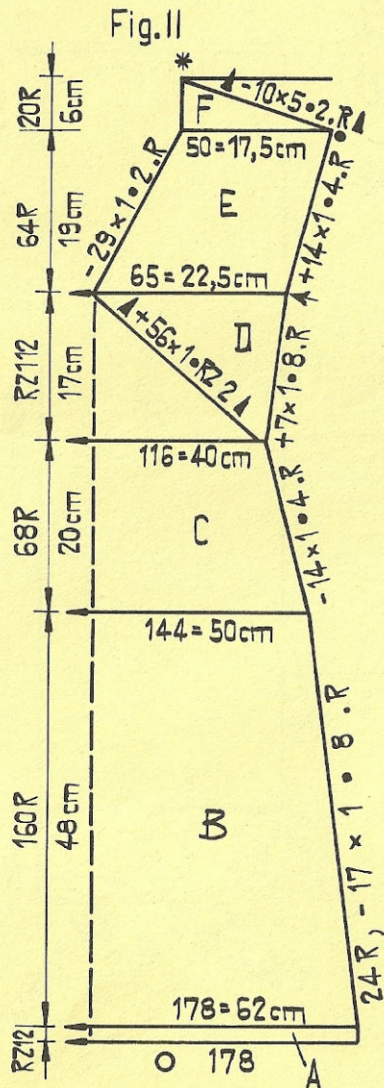 Fig.11
*
20R
6cm
F
-10x5•2.R
50=17,5cm
64R
19cm
-29x1•2.R
E
+14x1•4.R
65=22,5cm
RZ112
17cm
+56x1•RZ2
D
+7x1•8.R
116=40cm
68R
20cm
C
-14x1•4.R
144=50cm
160R
48cm
B
24R, -17x1•8.R
178=62cm
RZ12
O 178
A